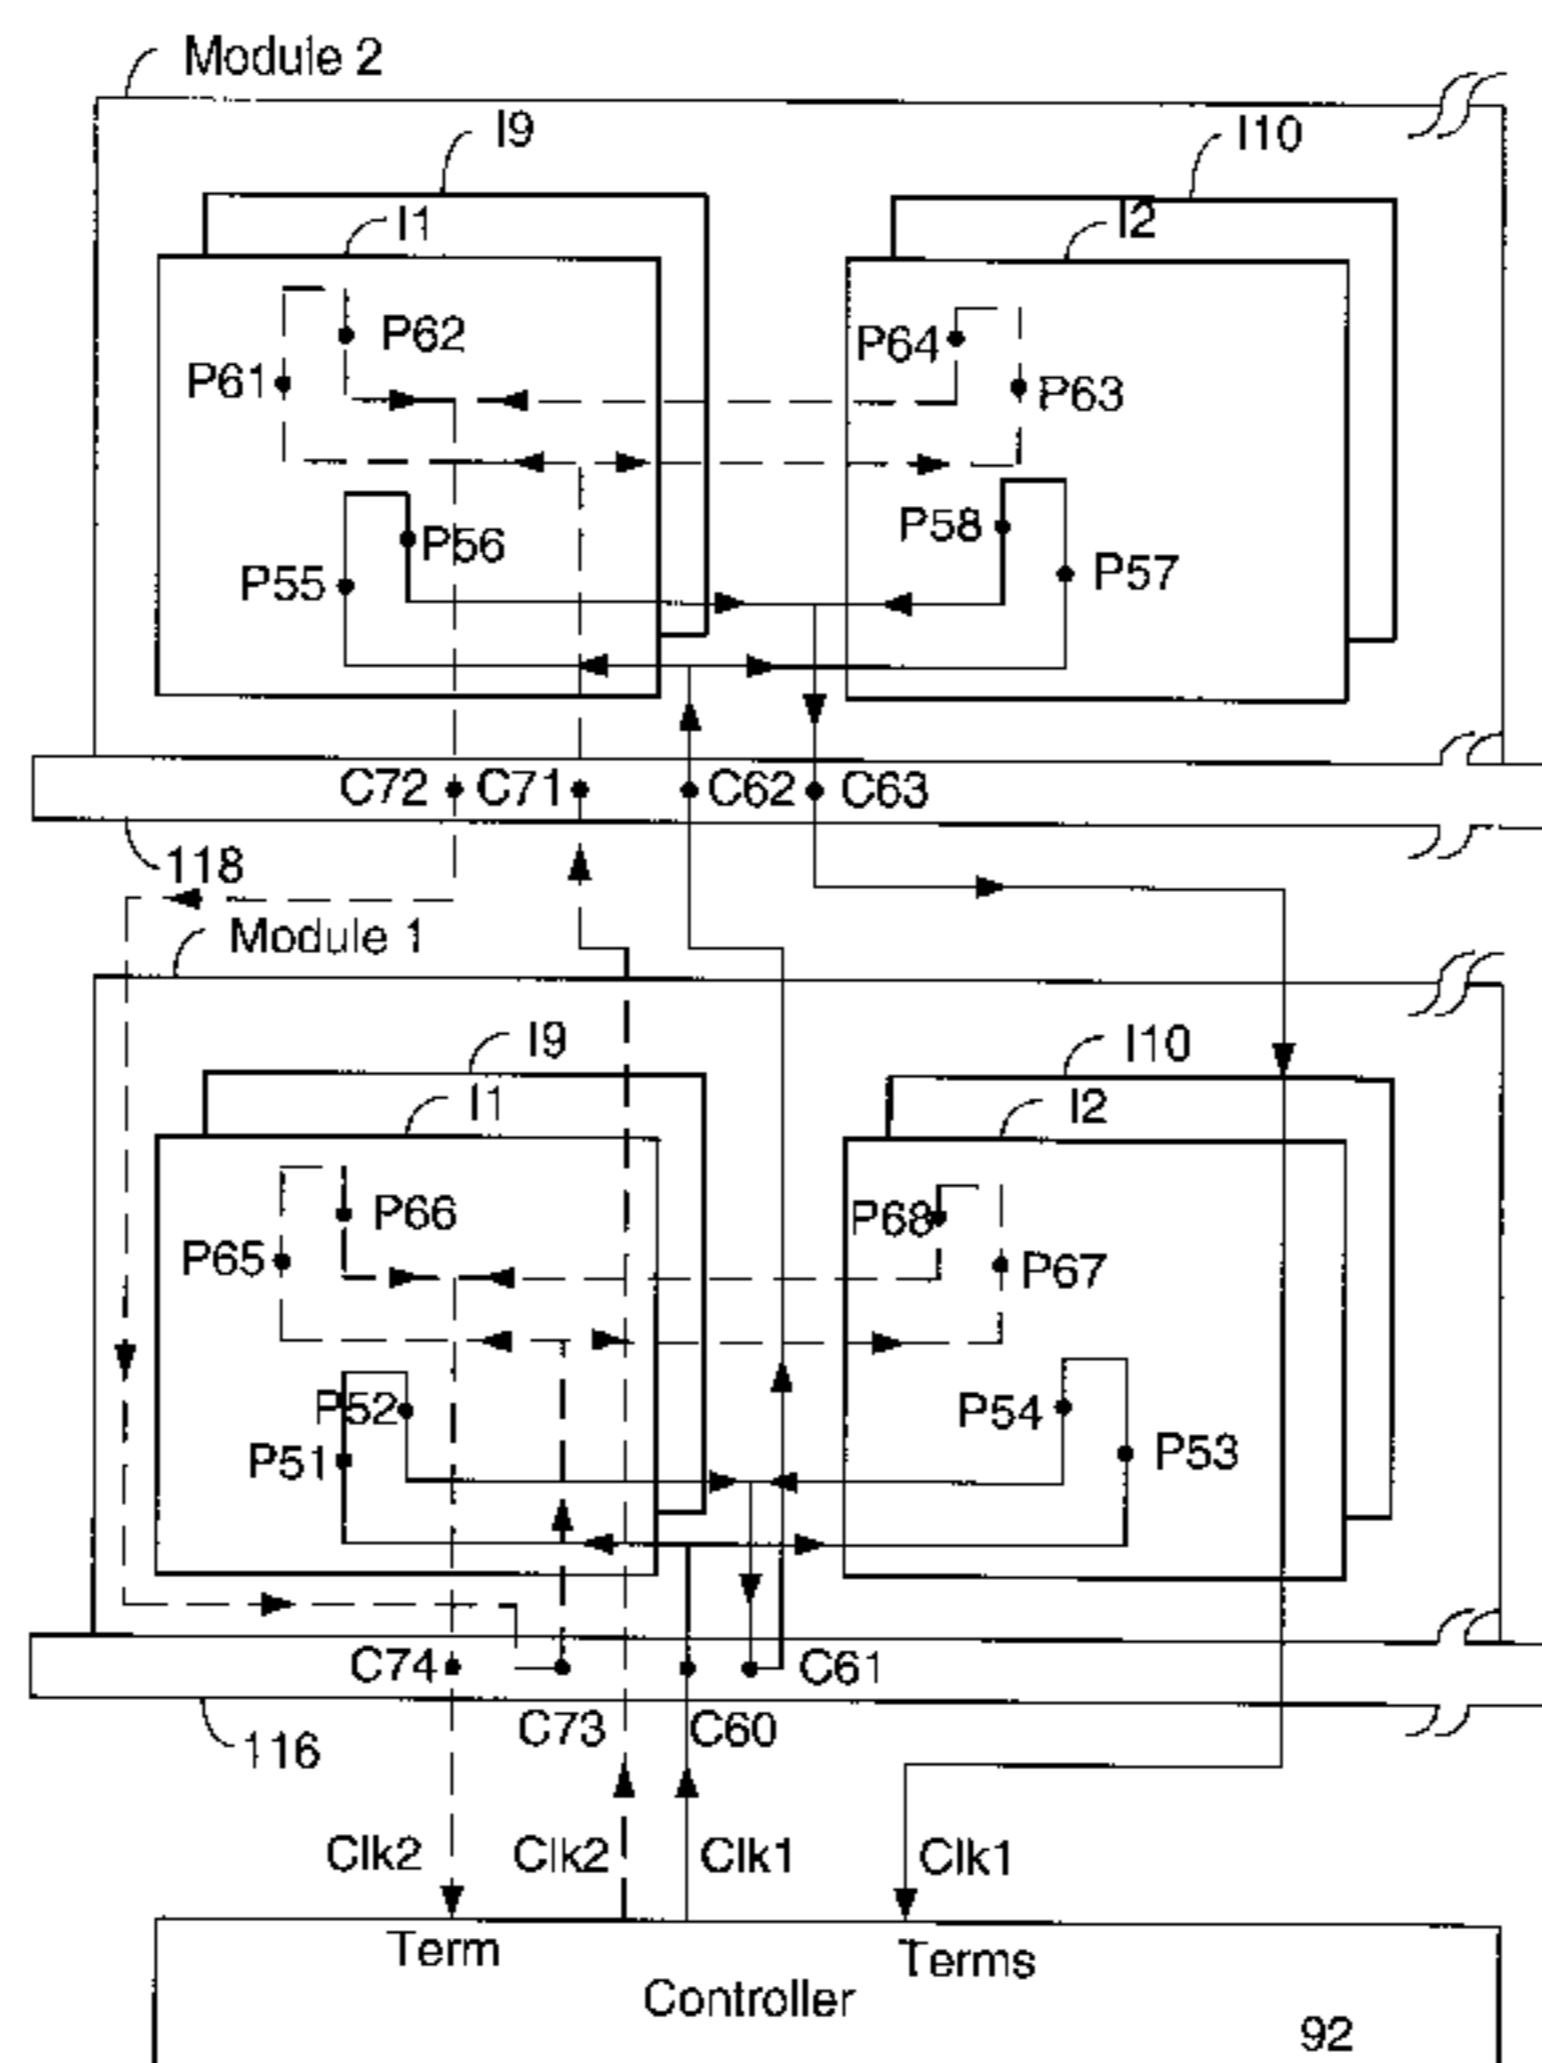 Module 2
I9
I10
I1
I2
P62
P64
P61
P63
P56
P58
P55
P57
C72
C71
C62
C63
118
Module 1
I9
I10
I1
I2
P66
P68
P65
P67
P52
P54
P51
P53
C74
C61
C73
C60
116
Clk2
Clk2
Clk1
Clk1
Term
Terms
Controller
92